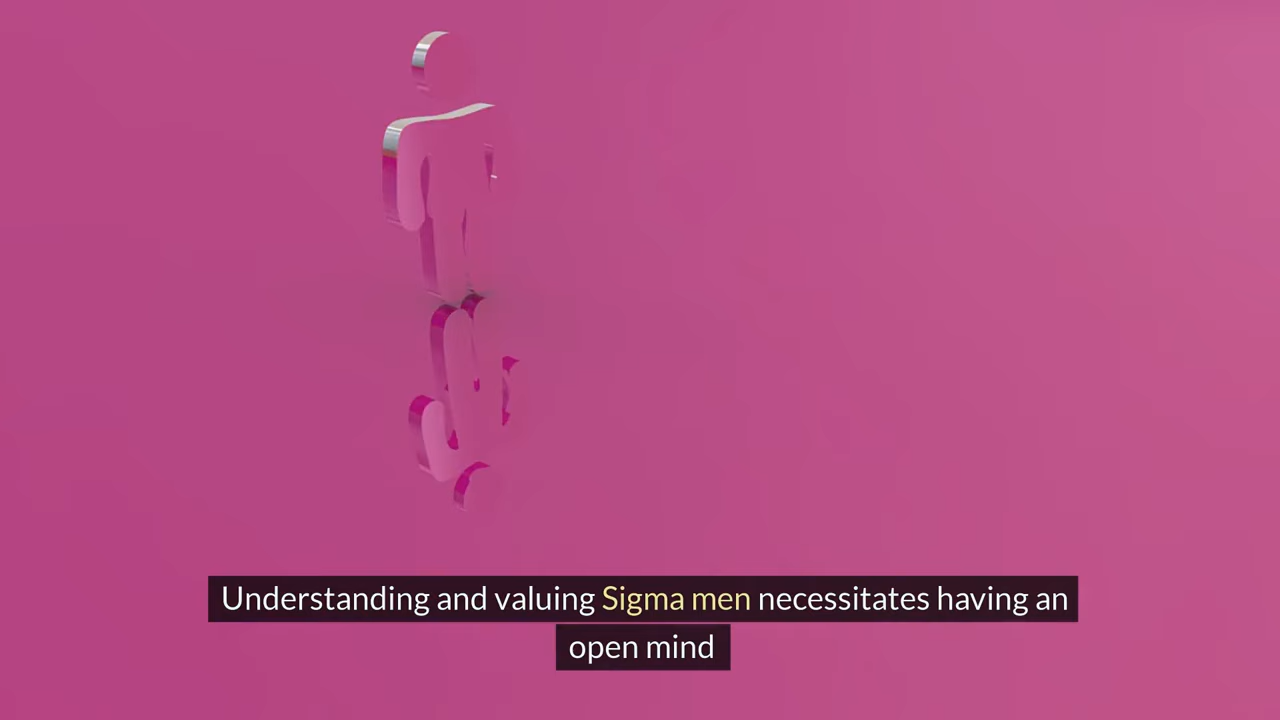 Understanding and valuing Sigma men necessitates having an
open mind